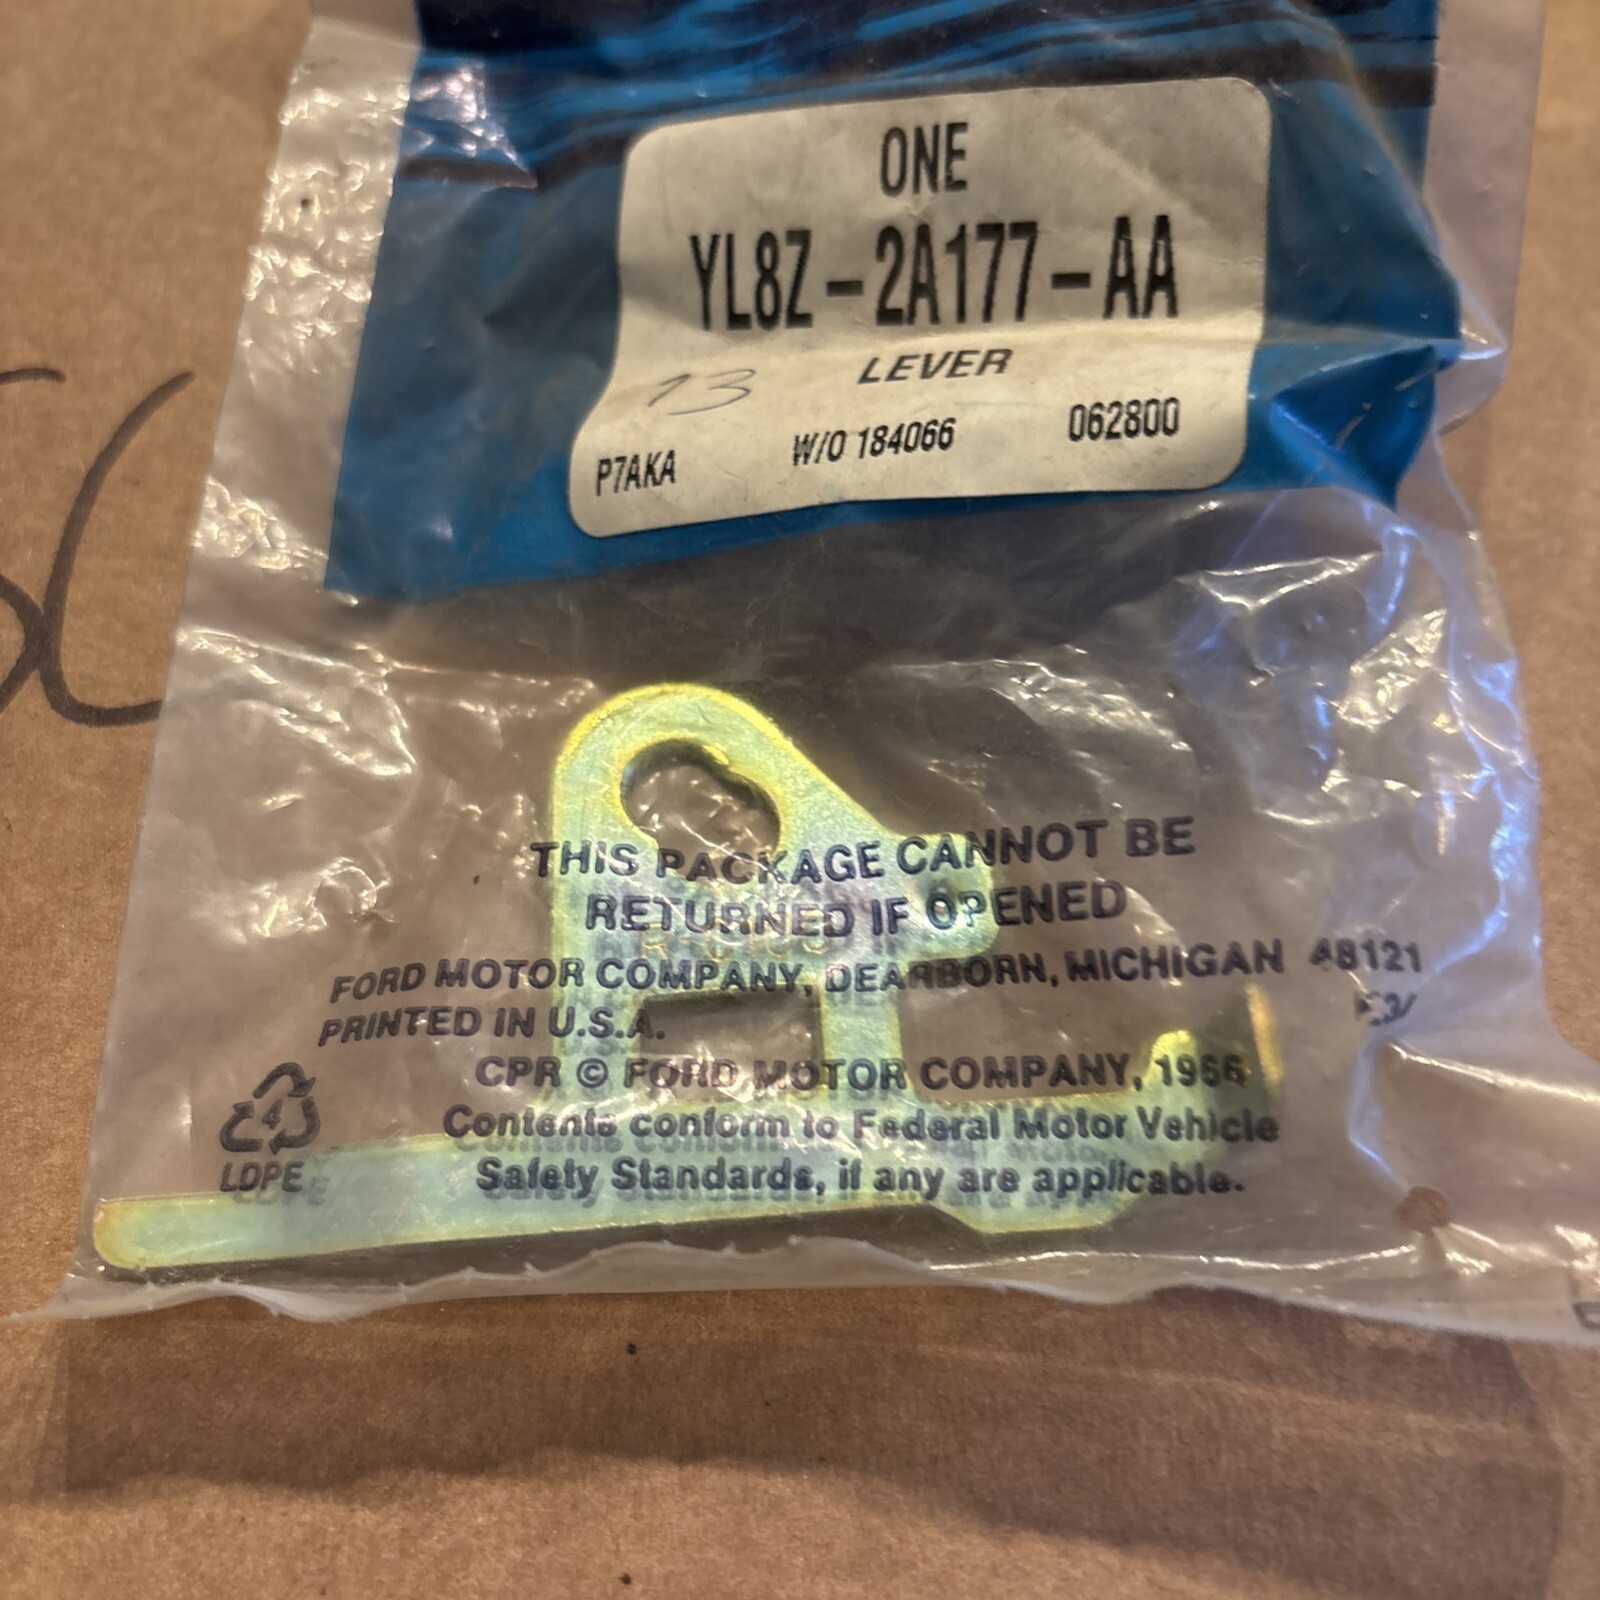 ONE
YL8Z-2A177-AA
LEVER
13
P7AKA W/O 184066 062800
THIS PACKAGE CANNOT BE
RETURNED IF OPENED
FORD MOTOR COMPANY, DEARBORN, MICHIGAN 48121
PRINTED IN U.S.A.
CPR © FORD MOTOR COMPANY, 1966
Contents conform to Federal Motor Vehicle
Safety Standards, if any are applicable.
4
LDPE